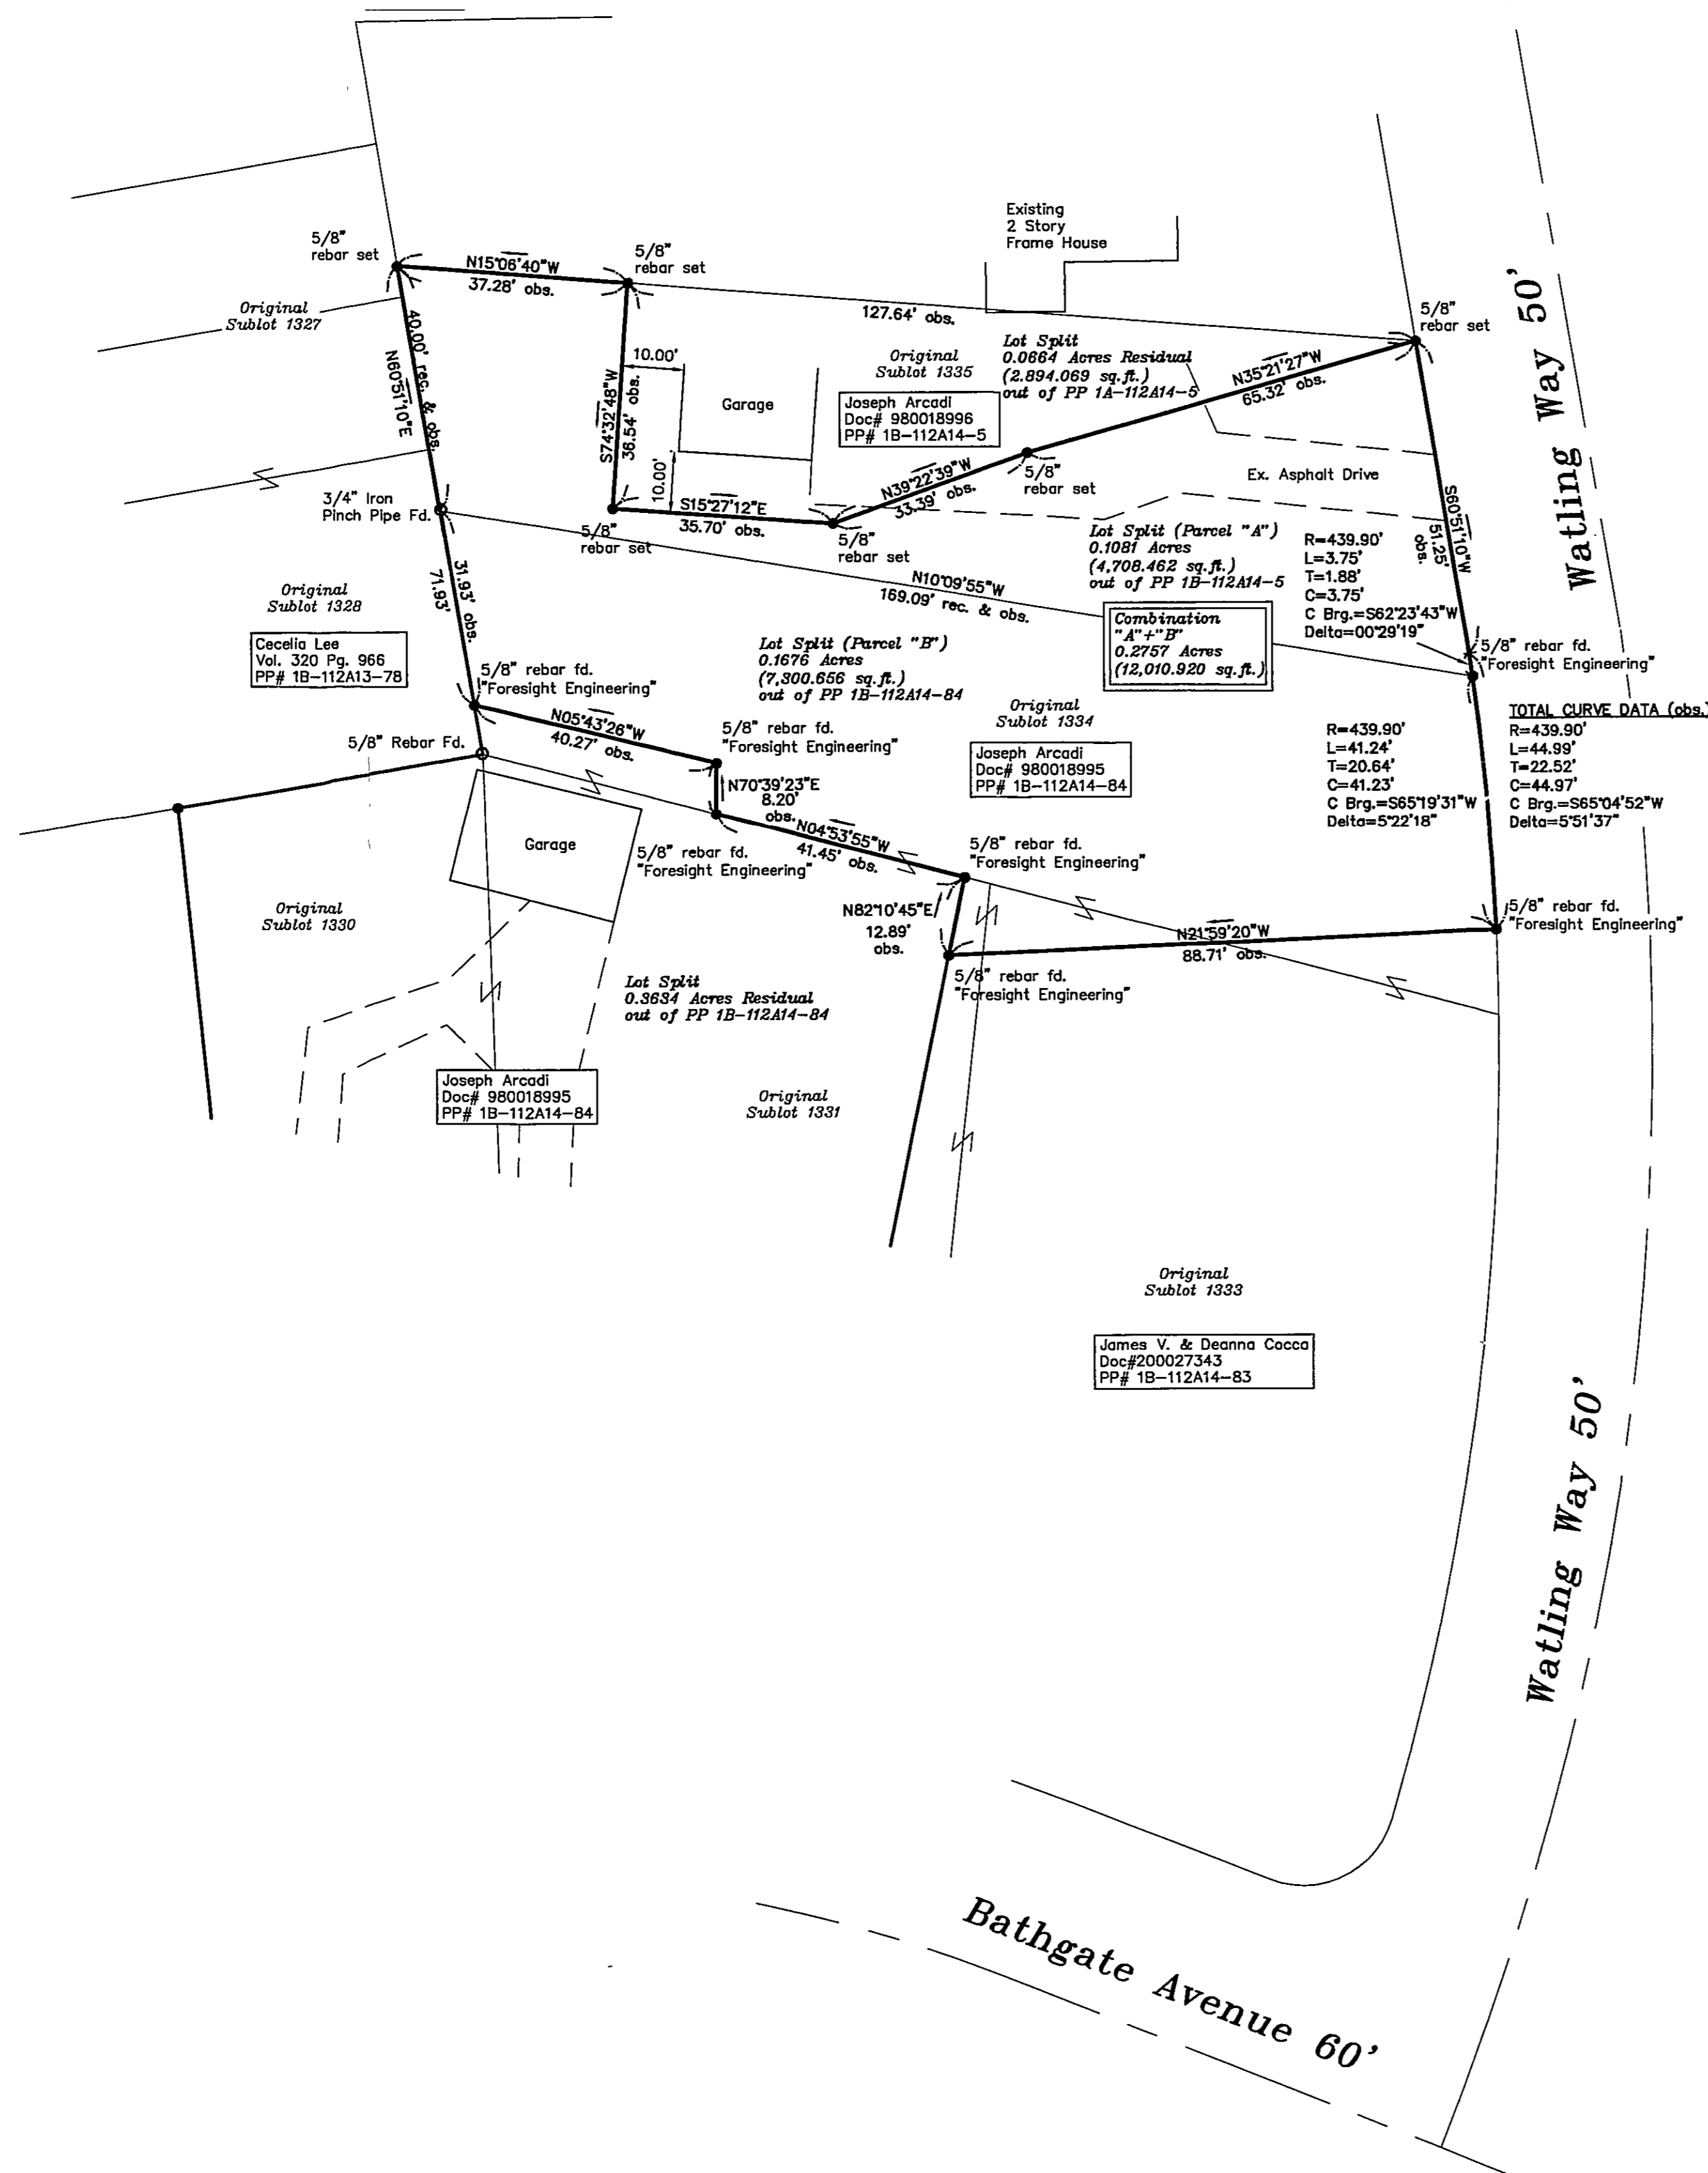 Existing
2 Story
Frame House
5/8"
rebar set
N15°06'40"W
37.28' obs.
5/8"
rebar set
127.64' obs.
5/8"
rebar set
Watling Way 50'
Original
Sublot 1327
40.00' rec. & obs.
N60°51'10"E
10.00'
S74°32'48"W
38.54' obs.
Garage
10.00'
Original
Sublot 1335
Joseph Arcadi
Doc# 980018996
PP# 1B-112A14-5
Lot Split
0.0664 Acres Residual
(2,894.069 sq.ft.)
out of PP 1A-112A14-5
N35°21'27"W
65.32' obs.
N39°22'39"W
33.39' obs.
5/8"
rebar set
Ex. Asphalt Drive
S60°51'10"W
51.25'
obs.
3/4" Iron
Pinch Pipe Fd.
S15°27'12"E
35.70' obs.
5/8"
rebar set
5/8"
rebar set
Lot Split (Parcel "A")
0.1081 Acres
(4,708.462 sq.ft.)
out of PP 1B-112A14-5
R=439.90'
L=3.75'
T=1.88'
C=3.75'
C Brg.=S62°23'43"W
Delta=00°29'19"
N10°09'55"W
169.09' rec. & obs.
Combination
"A"+"B"
0.2757 Acres
(12,010.920 sq.ft.)
5/8" rebar fd.
"Foresight Engineering"
31.93' obs.
71.93'
Original
Sublot 1328
Cecelia Lee
Vol. 320 Pg. 966
PP# 1B-112A13-78
Lot Split (Parcel "B")
0.1676 Acres
(7,300.656 sq.ft.)
out of PP 1B-112A14-84
5/8" rebar fd.
"Foresight Engineering"
N05°43'26"W
40.27' obs.
5/8" rebar fd.
"Foresight Engineering"
5/8" Rebar Fd.
Original
Sublot 1334
Joseph Arcadi
Doc# 980018995
PP# 1B-112A14-84
R=439.90'
L=41.24'
T=20.64'
C=41.23'
C Brg.=S65°19'31"W
Delta=5°22'18"
TOTAL CURVE DATA (obs.)
R=439.90'
L=44.99'
T=22.52'
C=44.97'
C Brg.=S65°04'52"W
Delta=5°51'37"
N70°39'23"E
8.20'
obs.
N04°53'55"W
41.45' obs.
Garage
5/8" rebar fd.
"Foresight Engineering"
5/8" rebar fd.
"Foresight Engineering"
N82°10'45"E
12.89'
obs.
N21°59'20"W
88.71' obs.
5/8" rebar fd.
"Foresight Engineering"
5/8" rebar fd.
"Foresight Engineering"
Original
Sublot 1330
Lot Split
0.3634 Acres Residual
out of PP 1B-112A14-84
Joseph Arcadi
Doc# 980018995
PP# 1B-112A14-84
Original
Sublot 1331
Original
Sublot 1333
James V. & Deanna Cocca
Doc#200027343
PP# 1B-112A14-83
Watling Way 50'
Bathgate Avenue 60'